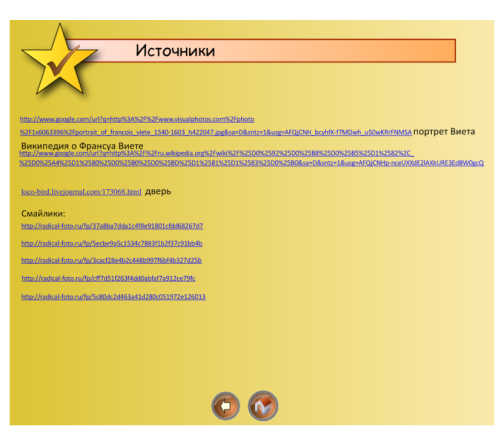 Источники
http://www.google.com/url?q=http%3A%2F%2Fwww.visualphotos.com%2Fphoto
%2F1x6063396%2Fportrait_of_francois_viete_1540-1603_h422047.jpg&sa=D&sntz=1&usg=AFQjCNH_bcyhfK-f7MDwh_uS0wKRrFNMSA портрет Виета
Википедия о Франсуа Виете
http://www.google.com/url?q=http%3A%2F%2Fru.wikipedia.org%2Fwiki%2F%25D0%2592%25D0%25B8%25D0%25B5%25D1%2582%2C_
%25D0%25A4%25D1%2580%25D0%25B0%25D0%25BD%25D1%2581%25D1%2583%25D0%25B0&sa=D&sntz=1&usg=AFQjCNHp-nceUXXdE2IAXkURE3EdBW0gcQ
loco-bird.livejournal.com/173068.html дверь
Смайлики:
http://radical-foto.ru/fp/37a8ba7dda1c4f8e91801cfdd68267d7
http://radical-foto.ru/fp/5ecbe9a5c1534c7883f1b2f37c91bb4b
http://radical-foto.ru/fp/3cacf28e4b2c448b997f6bf4b327d25b
http://radical-foto.ru/fp/cff7d51f263f4dd0abfaf7a912ce79fc
http://radical-foto.ru/fp/5c80dc2d463a41d280c051972e126013